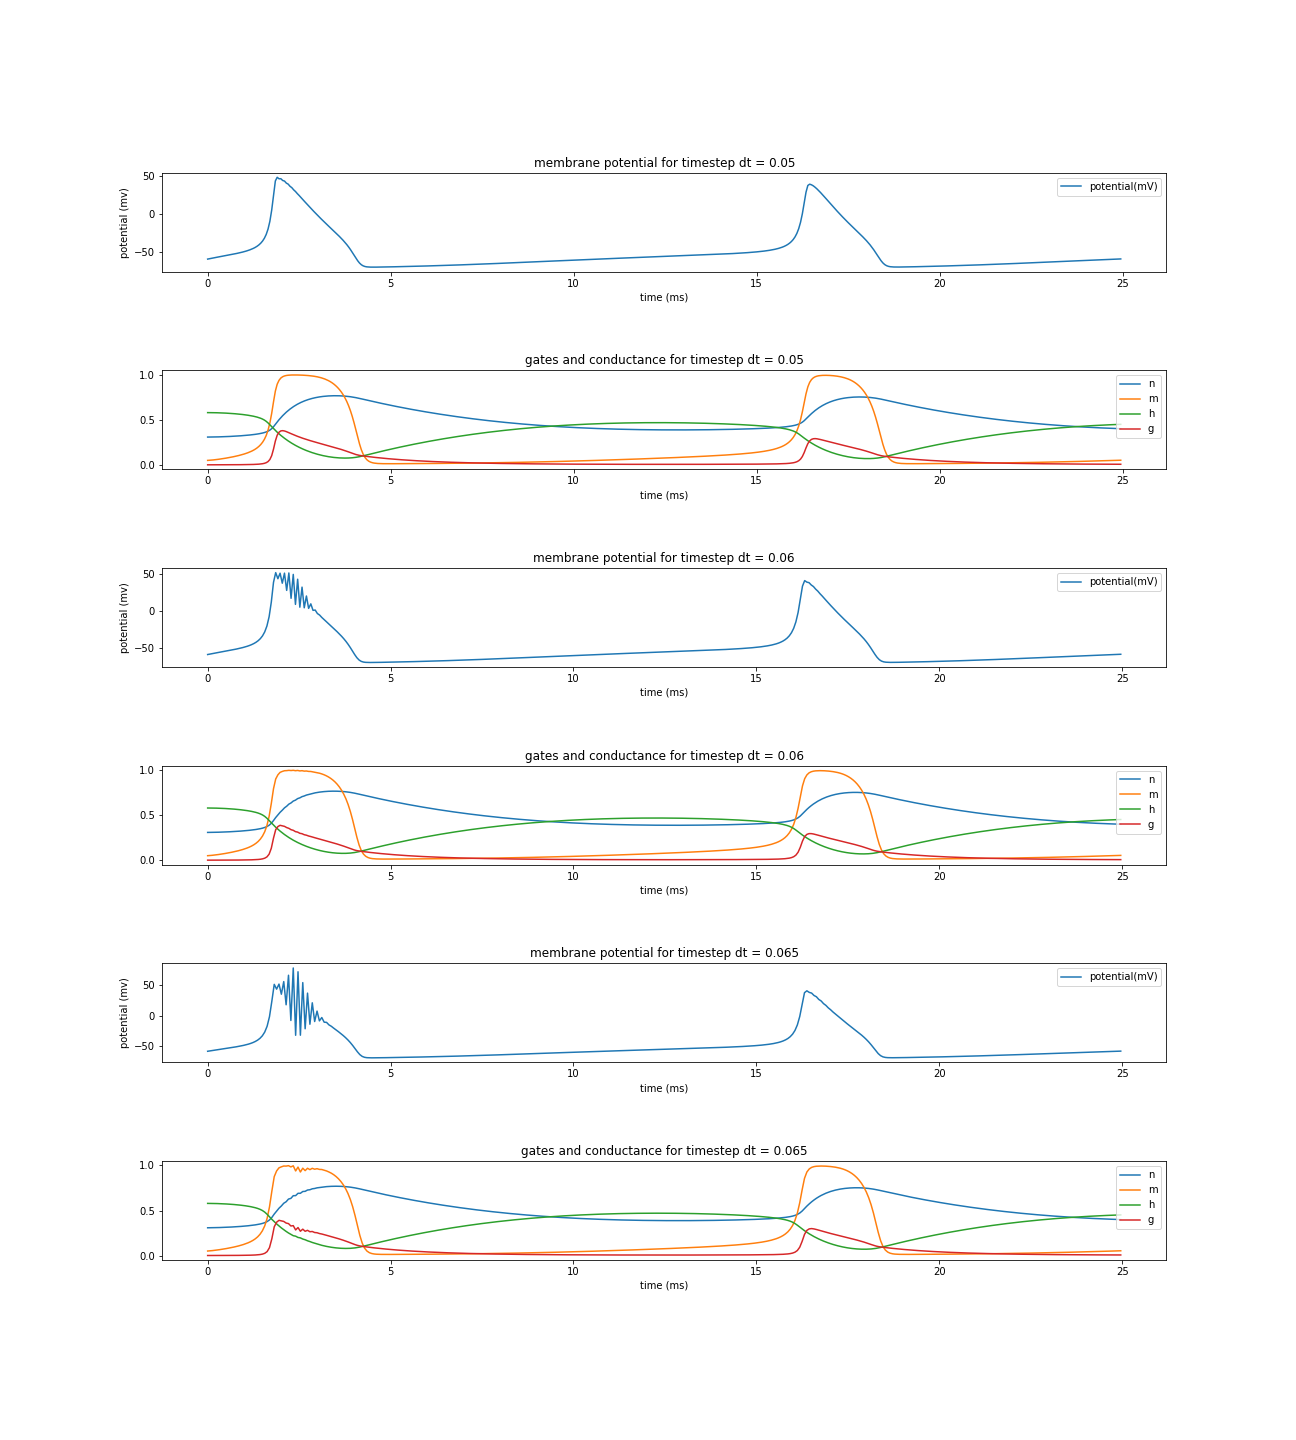 membrane potential for timestep dt = 0.05
potential (mv)
50
0
−50
potential(mV)
0 5 10 15 20 25
time (ms)
gates and conductance for timestep dt = 0.05
1.0
0.5
0.0
n
m
h
g
0 5 10 15 20 25
time (ms)
membrane potential for timestep dt = 0.06
potential (mv)
50
0
−50
potential(mV)
0 5 10 15 20 25
time (ms)
gates and conductance for timestep dt = 0.06
1.0
0.5
0.0
n
m
h
g
0 5 10 15 20 25
time (ms)
membrane potential for timestep dt = 0.065
potential (mv)
50
0
−50
potential(mV)
0 5 10 15 20 25
time (ms)
gates and conductance for timestep dt = 0.065
1.0
0.5
0.0
n
m
h
g
0 5 10 15 20 25
time (ms)